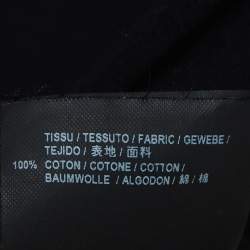 TISSU / TESSUTO / FABRIC / GEWEBE /
TEJIDO / 表地 / 面料
100% COTON / COTONE / COTTON /
BAUMWOLLE / ALGODON / 綿 / 棉